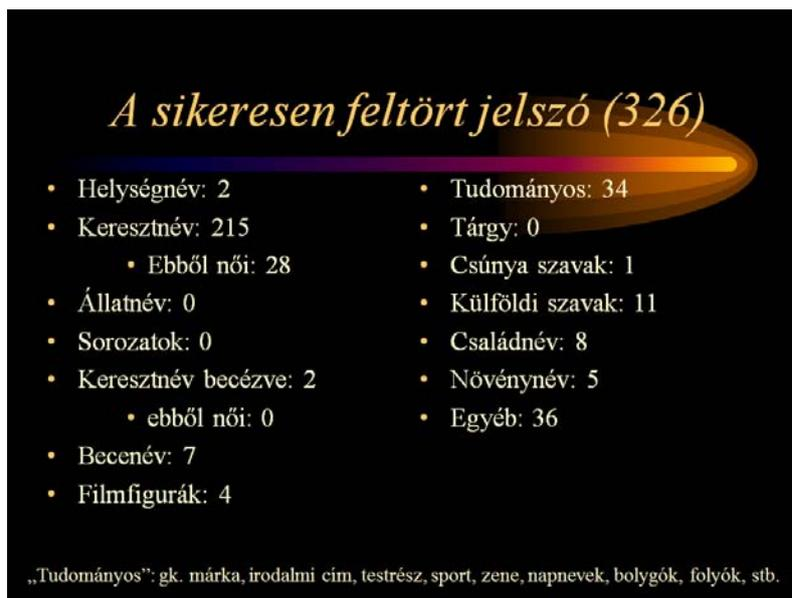 A sikeresen feltört jelszó (326)
• Helységnév: 2
• Keresztnév: 215
• Ebből női: 28
• Állatnév: 0
• Sorozatok: 0
• Keresztnév becézve: 2
• ebből női: 0
• Becenév: 7
• Filmfigurák: 4
• Tudományos: 34
• Tárgy: 0
• Csúnya szavak: 1
• Külföldi szavak: 11
• Családnév: 8
• Növénynév: 5
• Egyéb: 36
„Tudományos”: gk. márka, irodalmi cím, testrész, sport, zene, napnevek, bolygók, folyók, stb.